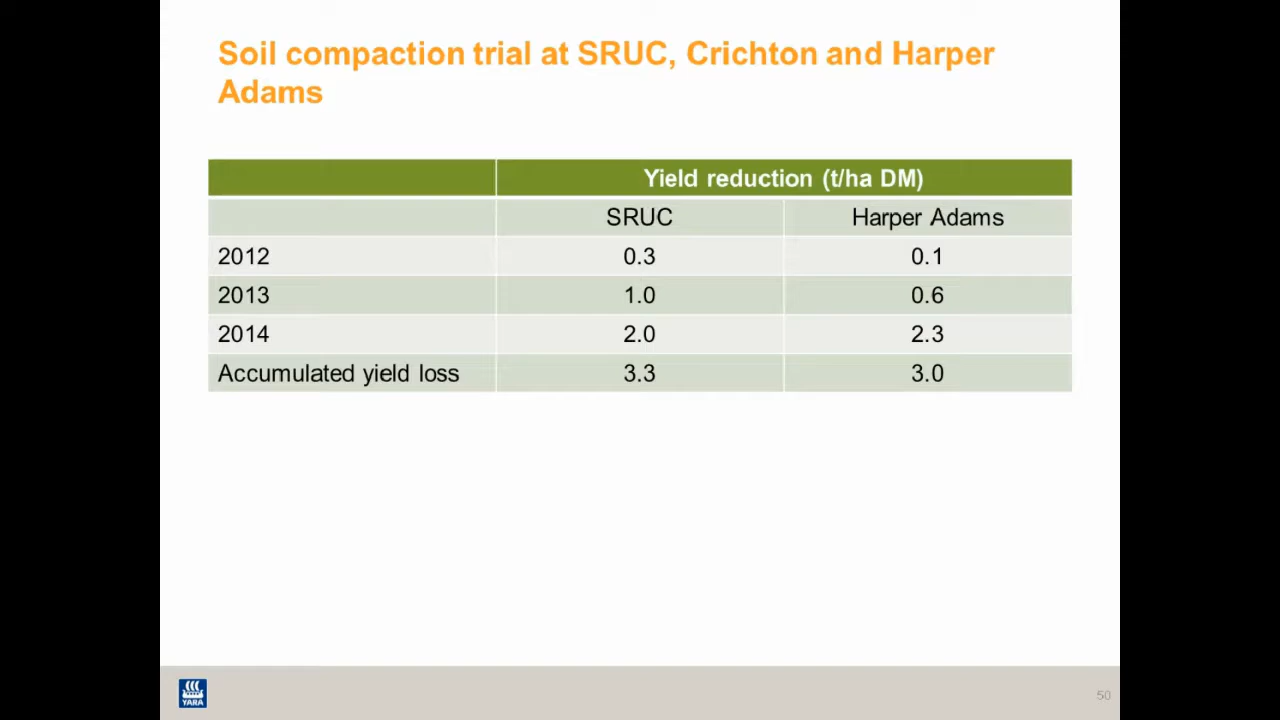 Soil compaction trial at SRUC, Crichton and Harper
Adams
Yield reduction (t/ha DM)
SRUC Harper Adams
2012 0.3 0.1
2013 1.0 0.6
2014 2.0 2.3
Accumulated yield loss 3.3 3.0
YARA
50